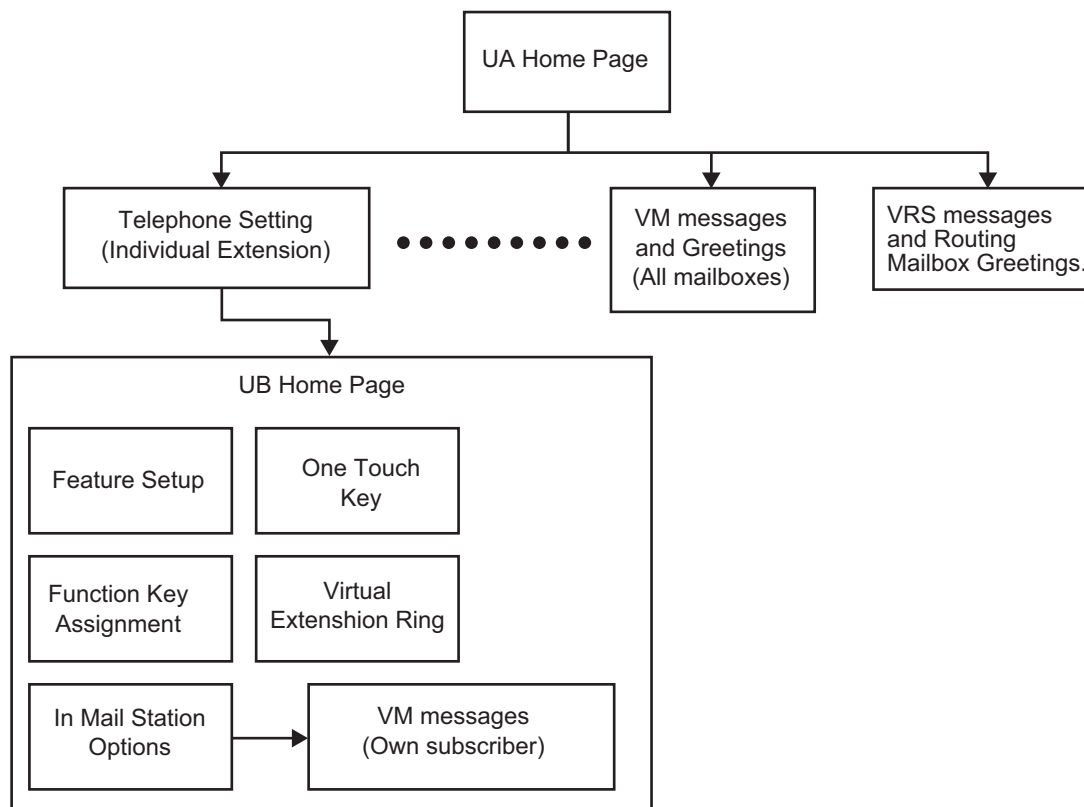 UA Home Page
Telephone Setting
(Individual Extension)
VM messages
and Greetings
(All mailboxes)
VRS messages
and Routing
Mailbox Greetings.
UB Home Page
Feature Setup
One Touch
Key
Function Key
Assignment
Virtual
Extenshion Ring
In Mail Station
Options
VM messages
(Own subscriber)